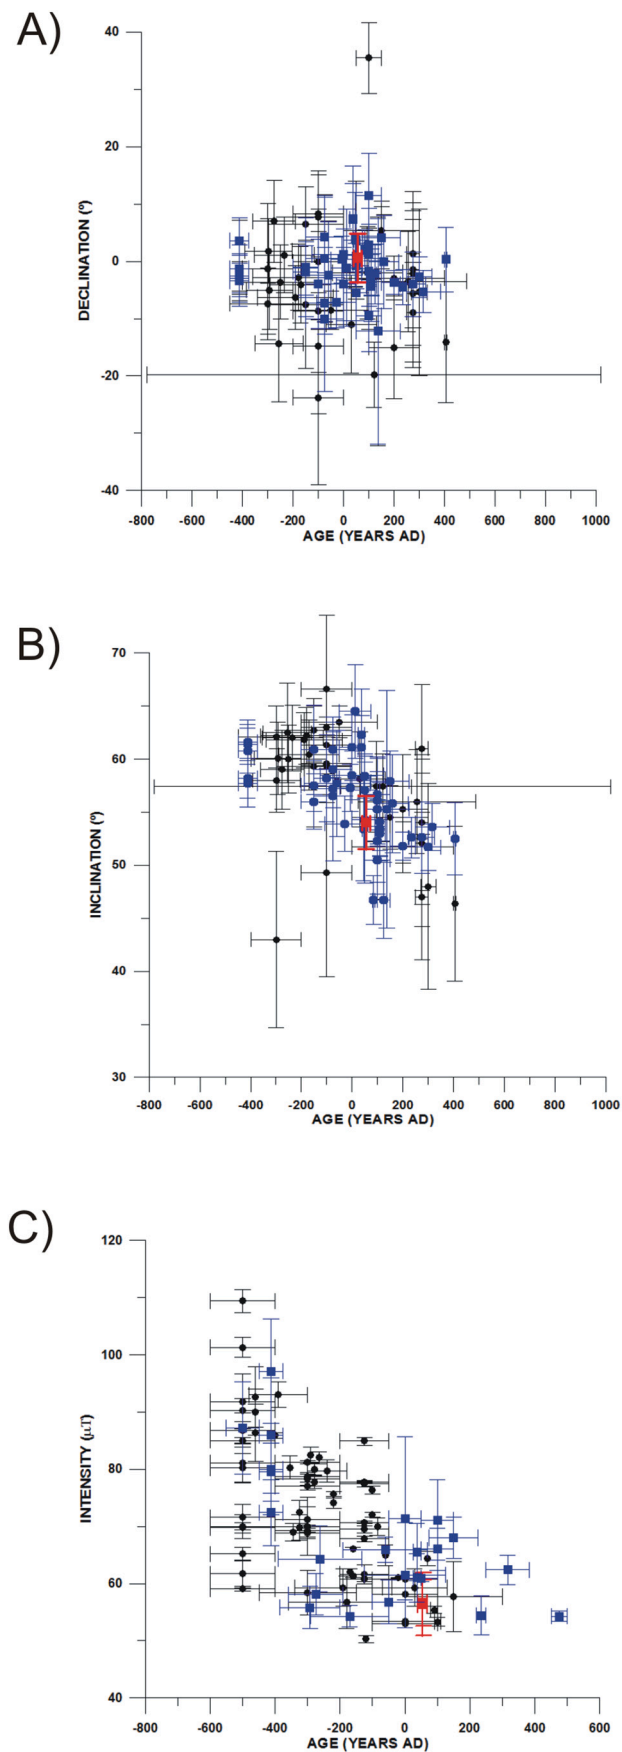 A)
40
20
0
-20
-40
DECLINATION (º)
-800 -600 -400 -200 0 200 400 600 800 1000
AGE (YEARS AD)
B)
70
60
50
40
30
INCLINATION (º)
-800 -600 -400 -200 0 200 400 600 800 1000
AGE (YEARS AD)
C)
120
100
80
60
40
INTENSITY (μT)
-800 -600 -400 -200 0 200 400 600
AGE (YEARS AD)